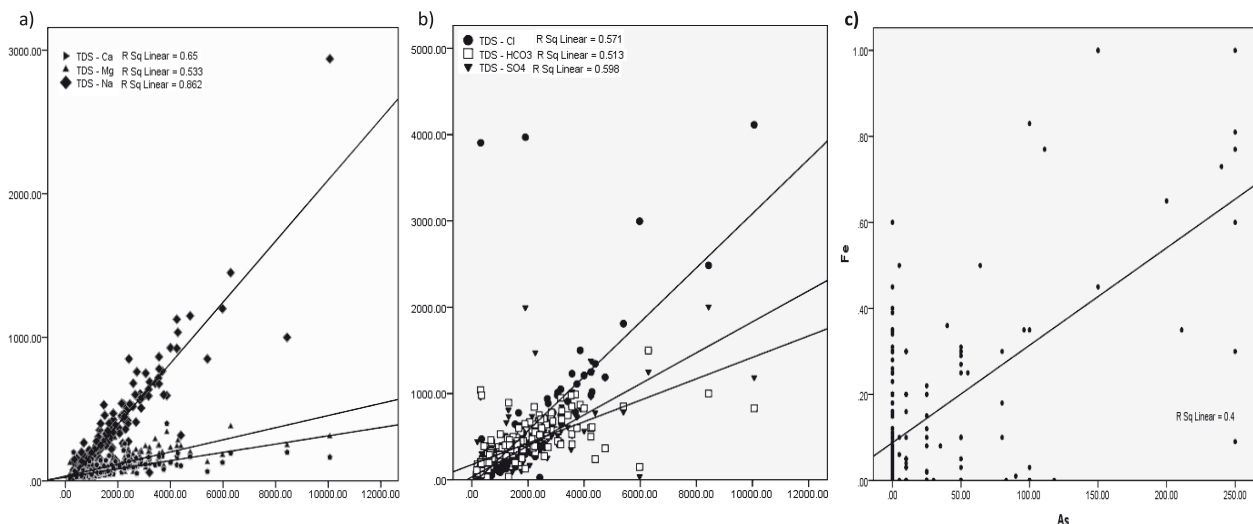 a)
TDS - Ca R Sq Linear = 0.65
TDS - Mg R Sq Linear = 0.533
TDS - Na R Sq Linear = 0.862
3000.00
2000.00
1000.00
.00
.00 2000.00 4000.00 6000.00 8000.00 10000.00 12000.00
b)
TDS - Cl R Sq Linear = 0.571
TDS - HCO3 R Sq Linear = 0.513
TDS - SO4 R Sq Linear = 0.598
5000.00
4000.00
3000.00
2000.00
1000.00
.00
.00 2000.00 4000.00 6000.00 8000.00 10000.00 12000.00
c)
1.00
.80
.60
.40
.20
.00
Fe
R Sq Linear = 0.4
.00 50.00 100.00 150.00 200.00 250.00
As